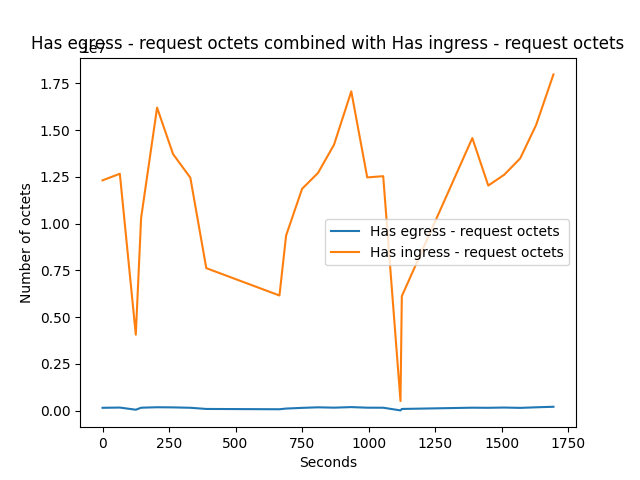 Has egress - request octets combined with Has ingress - request octets
1e7
1.75
1.50
1.25
1.00
0.75
0.50
0.25
0.00
Number of octets
Has egress - request octets
Has ingress - request octets
0 250 500 750 1000 1250 1500 1750
Seconds